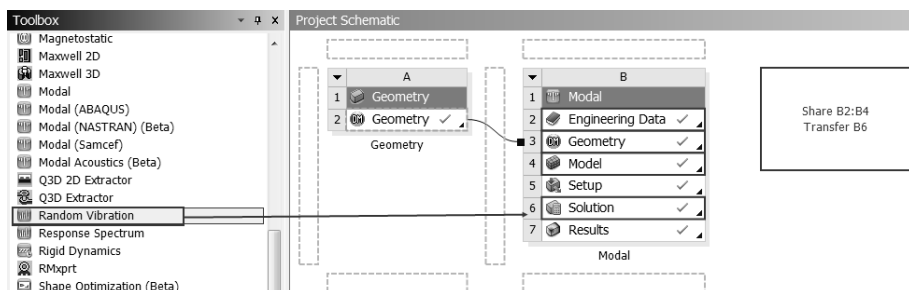 Toolbox
Magnetostatic
Maxwell 2D
Maxwell 3D
Modal
Modal (ABAQUS)
Modal (NASTRAN) (Beta)
Modal (Samcef)
Modal Acoustics (Beta)
Q3D 2D Extractor
Q3D Extractor
Random Vibration
Response Spectrum
Rigid Dynamics
RMxprt
Shape Optimization (Beta)
Project Schematic
A
1 Geometry
2 Geometry
Geometry
B
1 Modal
2 Engineering Data
3 Geometry
4 Model
5 Setup
6 Solution
7 Results
Modal
Share B2:B4
Transfer B6